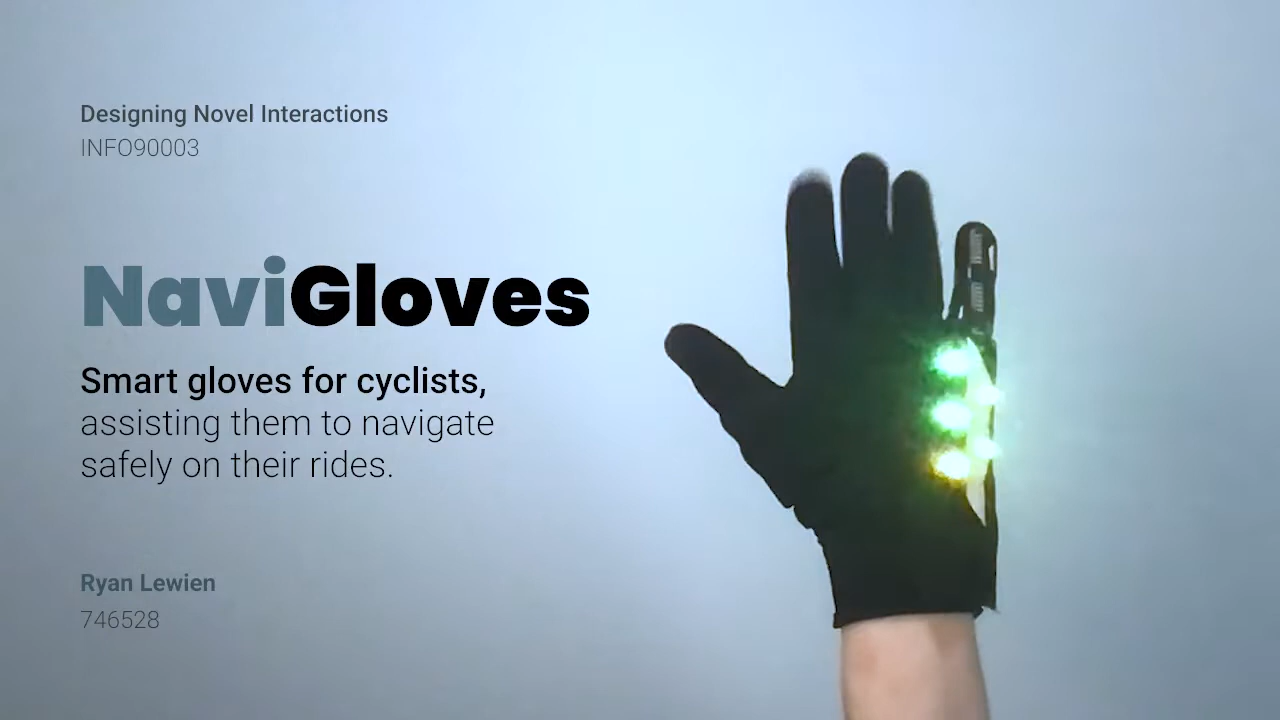 Designing Novel Interactions
INFO90003
NaviGloves
Smart gloves for cyclists,
assisting them to navigate
safely on their rides.
Ryan Lewien
746528